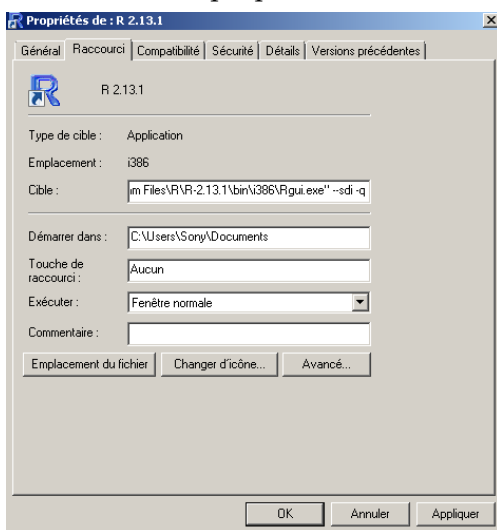 Propriétés de : R 2.13.1
Général Raccourci Compatibilité Sécurité Détails Versions précédentes
R 2.13.1
Type de cible : Application
Emplacement : i386
Cible : am Files\R\R-2.13.1\bin\i386\Rgui.exe" --sdi -q
Démarrer dans : C:\Users\Sony\Documents
Touche de raccourci : Aucun
Exécuter : Fenêtre normale
Commentaire :
Emplacement du fichier Changer d'icône... Avancé...
OK Annuler Appliquer